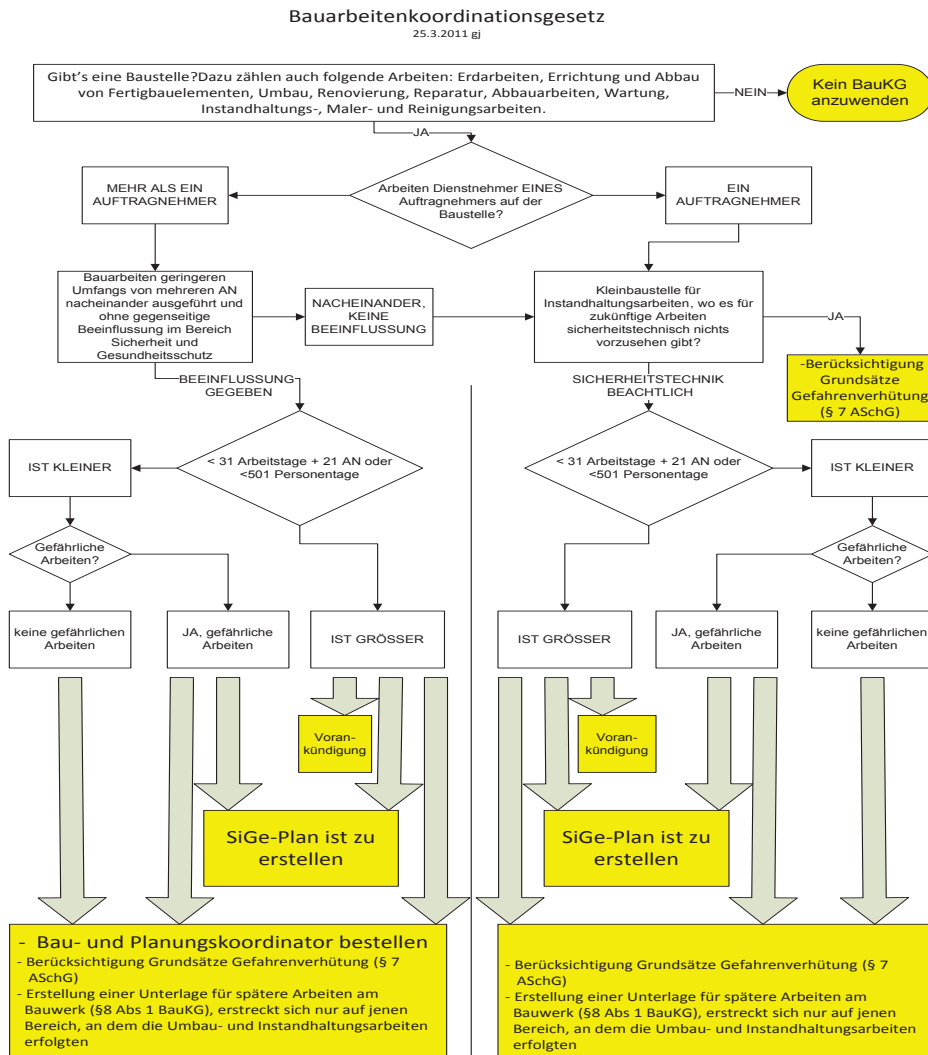 Bauarbeitenkoordinationsgesetz
25.3.2011 gj
Gibt's eine Baustelle?Dazu zählen auch folgende Arbeiten: Erdarbeiten, Errichtung und Abbau
von Fertigbauelementen, Umbau, Renovierung, Reparatur, Abbauarbeiten, Wartung,
Instandhaltungs-, Maler- und Reinigungsarbeiten.
NEIN
Kein BauKG
anzuwenden
JA
MEHR ALS EIN
AUFTRAGNEHMER
Arbeiten Dienstnehmer EINES
Auftragnehmers auf der
Baustelle?
EIN
AUFTRAGNEHMER
Bauarbeiten geringeren
Umfangs von mehreren AN
nacheinander ausgeführt und
ohne gegenseitige
Beeinflussung im Bereich
Sicherheit und
Gesundheitsschutz
NACHEINANDER,
KEINE
BEEINFLUSSUNG
Kleinbaustelle für
Instandhaltungsarbeiten, wo es für
zukünftige Arbeiten
sicherheitstechnisch nichts
vorzusehen gibt?
JA
-Berücksichtigung
Grundsätze
Gefahrenverhütung
(§ 7 ASchG)
BEEINFLUSSUNG
GEGEBEN
SICHERHEITSTECHNIK
BEACHTLICH
IST KLEINER
< 31 Arbeitstage + 21 AN oder
<501 Personentage
< 31 Arbeitstage + 21 AN oder
<501 Personentage
IST KLEINER
Gefährliche
Arbeiten?
Gefährliche
Arbeiten?
keine gefährlichen
Arbeiten
JA, gefährliche
Arbeiten
IST GRÖSSER
IST GRÖSSER
JA, gefährliche
Arbeiten
keine gefährlichen
Arbeiten
Voran-
kündigung
Voran-
kündigung
SiGe-Plan ist zu
erstellen
SiGe-Plan ist zu
erstellen
- Bau- und Planungskoordinator bestellen
- Berücksichtigung Grundsätze Gefahrenverhütung (§ 7
ASchG)
- Erstellung einer Unterlage für spätere Arbeiten am
Bauwerk (§8 Abs 1 BauKG), erstreckt sich nur auf jenen
Bereich, an dem die Umbau- und Instandhaltungsarbeiten
erfolgten
- Berücksichtigung Grundsätze Gefahrenverhütung (§ 7
ASchG)
- Erstellung einer Unterlage für spätere Arbeiten am
Bauwerk (§8 Abs 1 BauKG), erstreckt sich nur auf jenen
Bereich, an dem die Umbau- und Instandhaltungsarbeiten
erfolgten